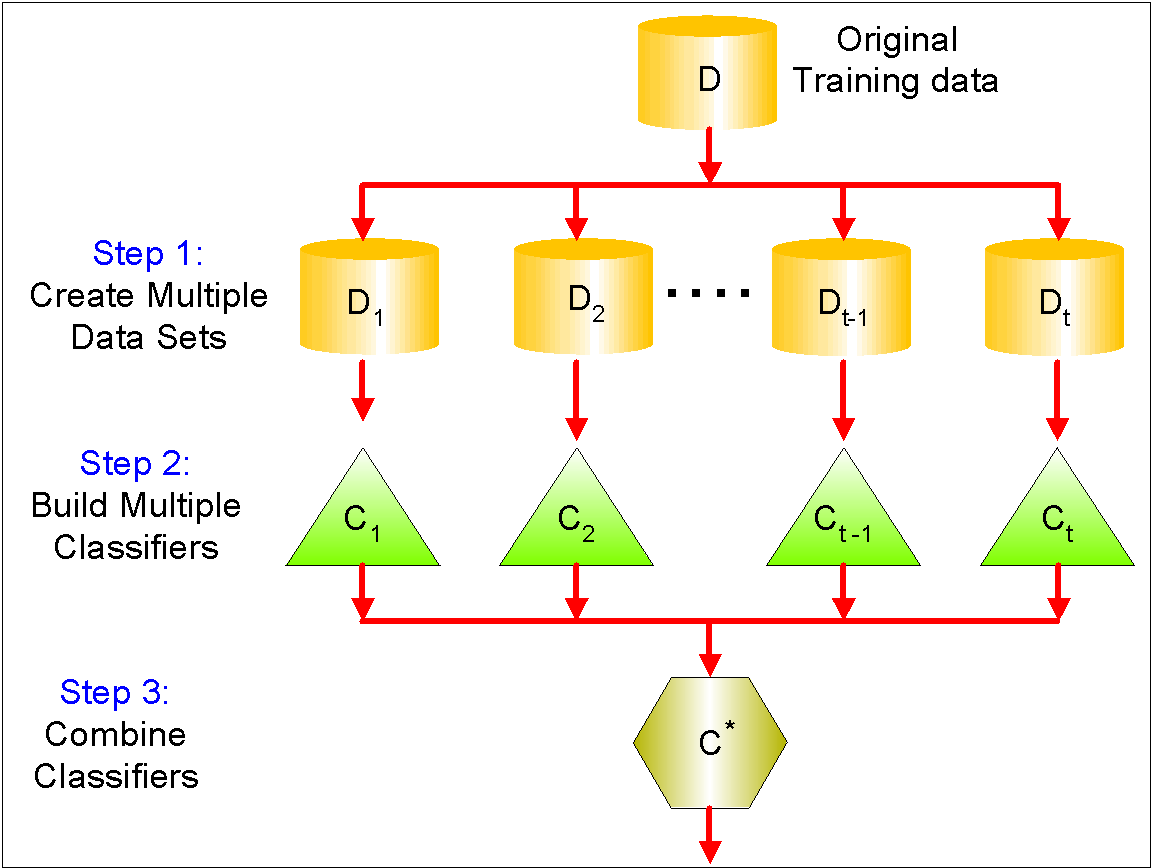 D
Original
Training data
Step 1:
Create Multiple
Data Sets
D1
D2
....
Dt-1
Dt
Step 2:
Build Multiple
Classifiers
C1
C2
Ct -1
Ct
Step 3:
Combine
Classifiers
C*